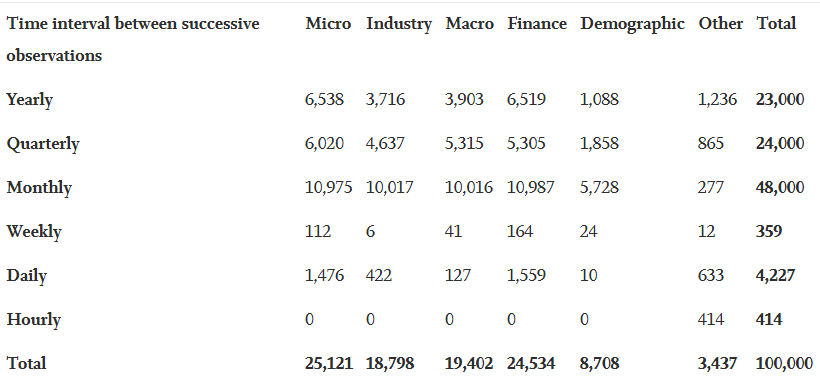 Time interval between successive observations Micro Industry Macro Finance Demographic Other Total
Yearly 6,538 3,716 3,903 6,519 1,088 1,236 23,000
Quarterly 6,020 4,637 5,315 5,305 1,858 865 24,000
Monthly 10,975 10,017 10,016 10,987 5,728 277 48,000
Weekly 112 6 41 164 24 12 359
Daily 1,476 422 127 1,559 10 633 4,227
Hourly 0 0 0 0 0 414 414
Total 25,121 18,798 19,402 24,534 8,708 3,437 100,000